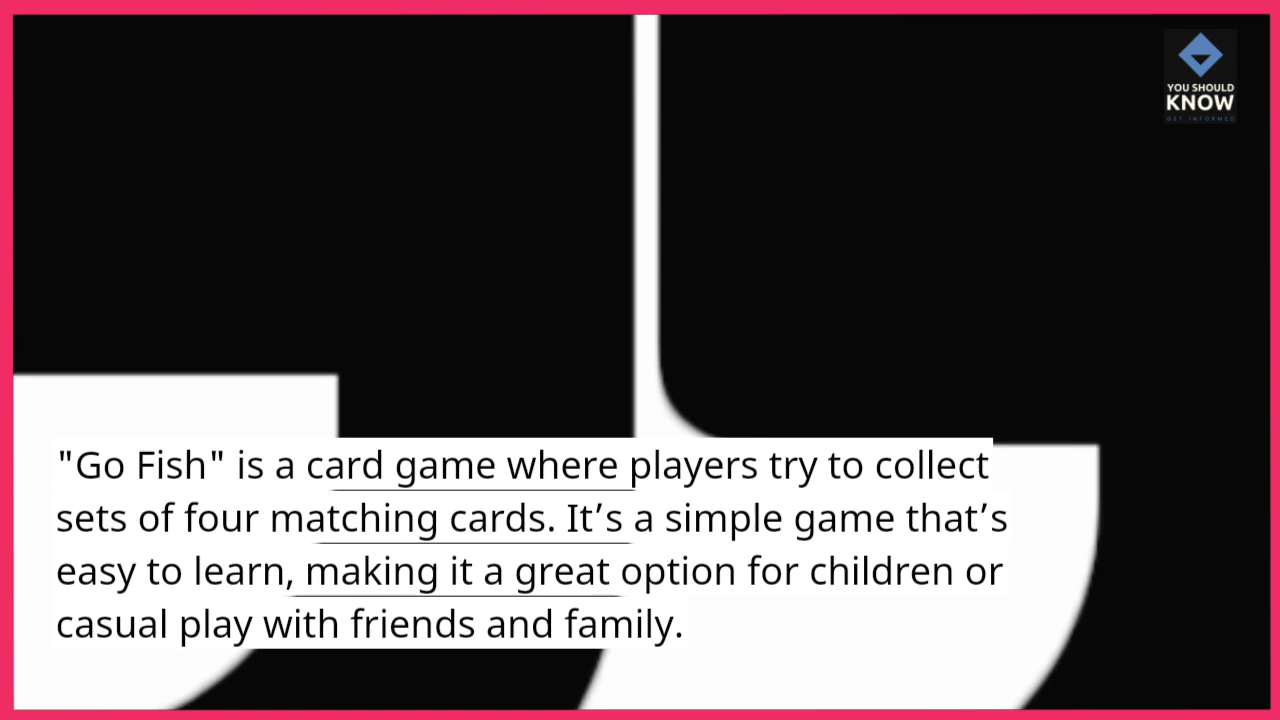 YOU SHOULD
KNOW
GET INFORMED
"Go Fish" is a card game where players try to collect
sets of four matching cards. It’s a simple game that’s
easy to learn, making it a great option for children or
casual play with friends and family.